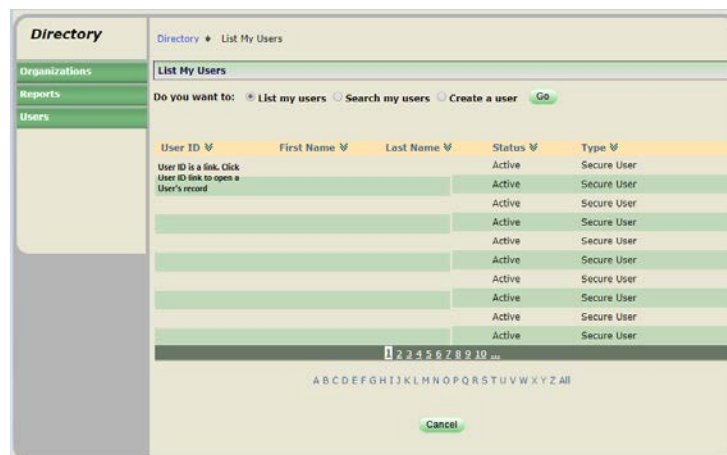 Directory
Organizations
Reports
Users
Directory List My Users
List My Users
Do you want to: List my users Search my users Create a user Go
User ID First Name Last Name Status Type
User ID is a link. Click
User ID link to open a
User's record
Active Secure User
Active Secure User
Active Secure User
Active Secure User
Active Secure User
Active Secure User
Active Secure User
Active Secure User
Active Secure User
Active Secure User
1 2 3 4 5 6 7 8 9 10 ...
A B C D E F G H I J K L M N O P Q R S T U V W X Y Z All
Cancel